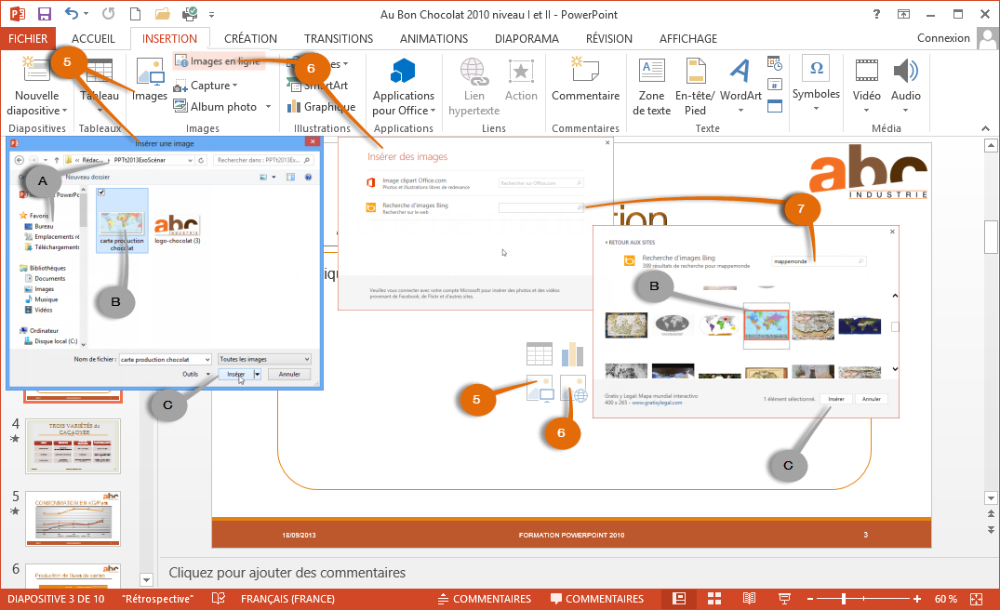 Au Bon Chocolat 2010 niveau I et II - PowerPoint
FICHIER ACCUEIL INSERTION CRÉATION TRANSITIONS ANIMATIONS DIAPORAMA RÉVISION AFFICHAGE Connexion
5
6
Nouvelle diapositive
Diapositives
Tableau
Tableaux
Images
Images en ligne
Capture
Album photo
Images
SmartArt
Graphique
Illustrations
Applications pour Office
Applications
Lien hypertexte
Action
Liens
Commentaire
Commentaires
Zone de texte
En-tête/ Pied
WordArt
Texte
Symboles
Vidéo
Audio
Média
Insérer une image
Rédac...
PPTt2013ExoScénar
Rechercher dans : PPTt2013Exo...
Nouveau dossier
A
Favoris
Bureau
Emplacements ré
Téléchargements
Bibliothèques
Documents
Images
Musique
Vidéos
Ordinateur
Disque local (C:)
carte production chocolat
abc
INDUSTRIE
logo-chocolat (3)
B
Nom de fichier :
carte production chocolat
Toutes les images
Outils
Insérer
Annuler
C
Insérer des images
Image clipart Office.com
Photos et illustrations libres de redevance
Rechercher sur Office.com
Recherche d'images Bing
Rechercher sur le web
Veuillez vous connecter avec votre compte Microsoft pour insérer des photos et des vidéos
provenant de Facebook, de Flickr et d'autres sites.
7
abc
INDUSTRIE
RETOUR AUX SITES
Recherche d'images Bing
399 résultats de recherche pour mappemonde
mappemonde
B
Gratis y Legal: Mapa mundial interactivo
400 x 265 - www.gratisylegal.com
1 élément sélectionné.
Insérer
Annuler
C
5
6
4
TROIS VARIÉTÉS de CACAOYER
5
CONSOMMATION EN KG/Pers
abc
6
Production de fèves de cacao
abc
18/09/2013
FORMATION POWERPOINT 2010
3
Cliquez pour ajouter des commentaires
DIAPOSITIVE 3 DE 10 "Rétrospective" FRANÇAIS (FRANCE) COMMENTAIRES COMMENTAIRES 60 %